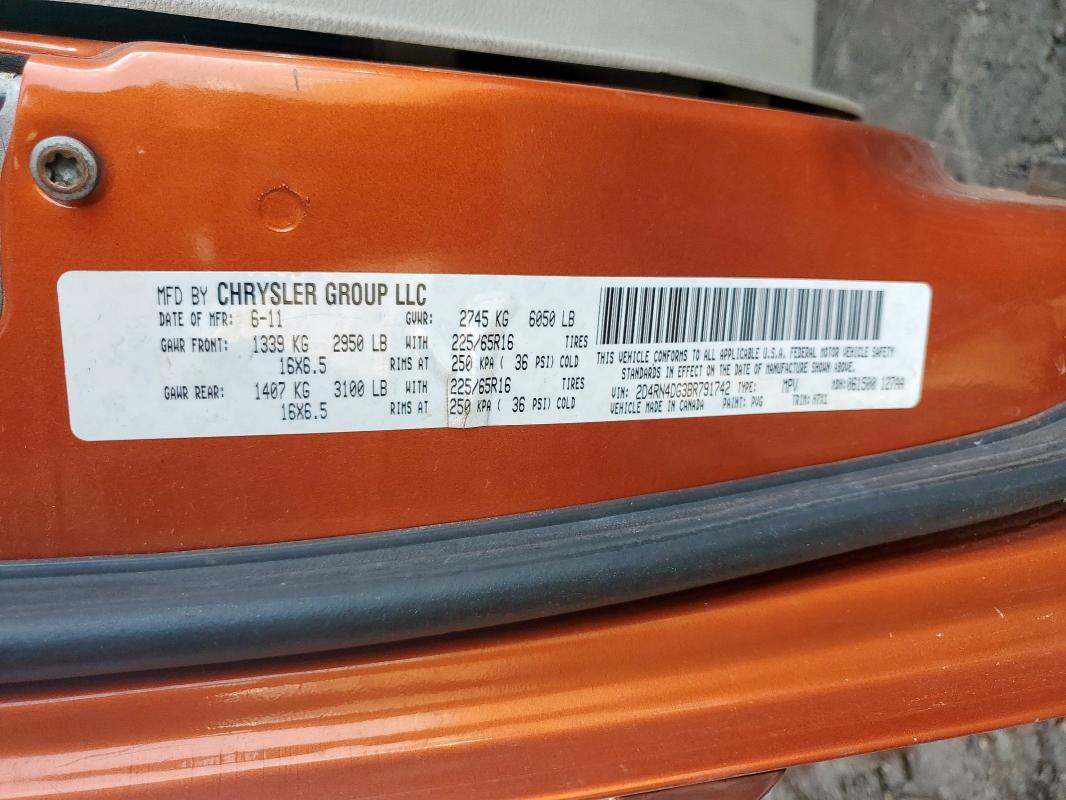 MFD BY CHRYSLER GROUP LLC
DATE OF MFR: 6-11 GVWR: 2745 KG 6050 LB
GAWR FRONT: 1339 KG 2950 LB WITH 225/65R16 TIRES
16X6.5 RIMS AT 250 KPA ( 36 PSI) COLD
GAWR REAR: 1407 KG 3100 LB WITH 225/65R16 TIRES
16X6.5 RIMS AT 250 KPA ( 36 PSI) COLD
THIS VEHICLE CONFORMS TO ALL APPLICABLE U.S.A. FEDERAL MOTOR VEHICLE SAFETY
STANDARDS IN EFFECT ON THE DATE OF MANUFACTURE SHOWN ABOVE.
VIN: 2D4RN4DG3BR791742 TYPE: MPV MDH: 061500 127AA
VEHICLE MADE IN CANADA PAINT: PVG TRIM: